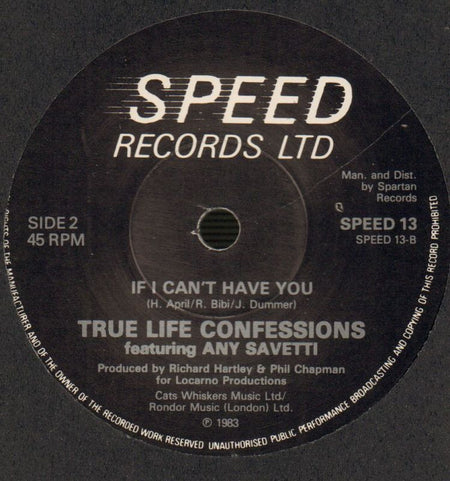 SPEED
RECORDS LTD
Man. and Dist.
by Spartan
Records
SIDE 2
45 RPM
SPEED 13
SPEED 13-B
IF I CAN'T HAVE YOU
(H. April/R. Bibi/J. Dummer)
TRUE LIFE CONFESSIONS
featuring ANY SAVETTI
Produced by Richard Hartley & Phil Chapman
for Locarno Productions
Cats Whiskers Music Ltd/
Rondor Music (London) Ltd.
℗ 1983
OF THE MANUFACTURER AND OF THE OWNER OF THE RECORDED WORK RESERVED UNAUTHORISED PUBLIC PERFORMANCE BROADCASTING AND COPYING OF THIS RECORD PROHIBITED